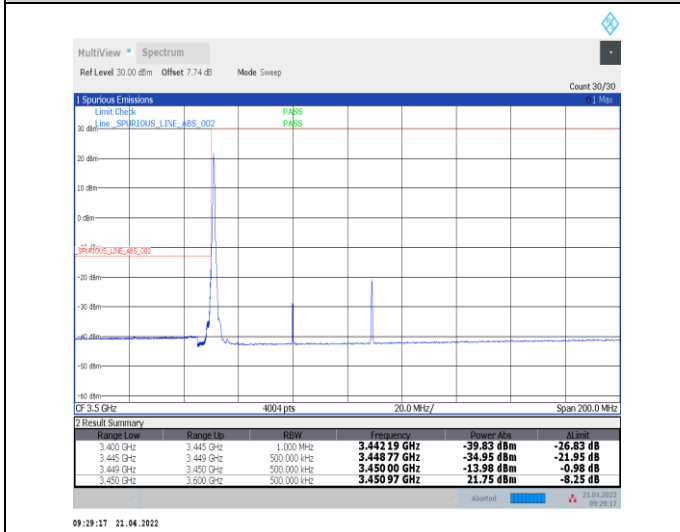 MultiView Spectrum
Ref Level 30.00 dBm Offset 7.74 dB Mode Sweep
Count 30/30
1 Spurious Emissions 1 Max
Limit Check PASS
Line _SPURIOUS_LINE_ABS_002 PASS
30 dBm
20 dBm
10 dBm
0 dBm
-10 dBm
_SPURIOUS_LINE_ABS_002
-20 dBm
-30 dBm
-40 dBm
-50 dBm
-60 dBm
CF 3.5 GHz 4004 pts 20.0 MHz/ Span 200.0 MHz
2 Result Summary
Range Low Range Up RBW Frequency Power Abs ΔLimit
3.400 GHz 3.445 GHz 1.000 MHz 3.442 19 GHz -39.83 dBm -26.83 dB
3.445 GHz 3.449 GHz 500.000 kHz 3.448 77 GHz -34.95 dBm -21.95 dB
3.449 GHz 3.450 GHz 500.000 kHz 3.450 00 GHz -13.98 dBm -0.98 dB
3.450 GHz 3.600 GHz 500.000 kHz 3.450 97 GHz 21.75 dBm -8.25 dB
Aborted 21.04.2022
09:29:17
09:29:17 21.04.2022